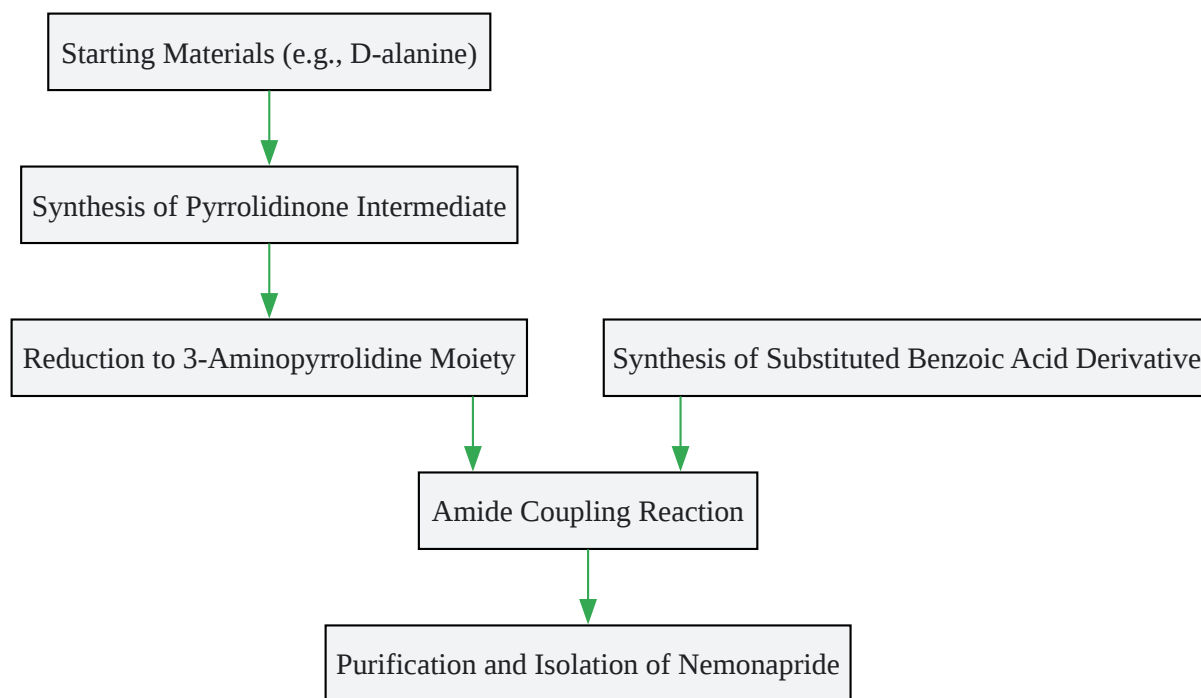 Starting Materials (e.g., D-alanine)
Synthesis of Pyrrolidinone Intermediate
Reduction to 3-Aminopyrrolidine Moiety
Synthesis of Substituted Benzoic Acid Derivative
Amide Coupling Reaction
Purification and Isolation of Nemonapride